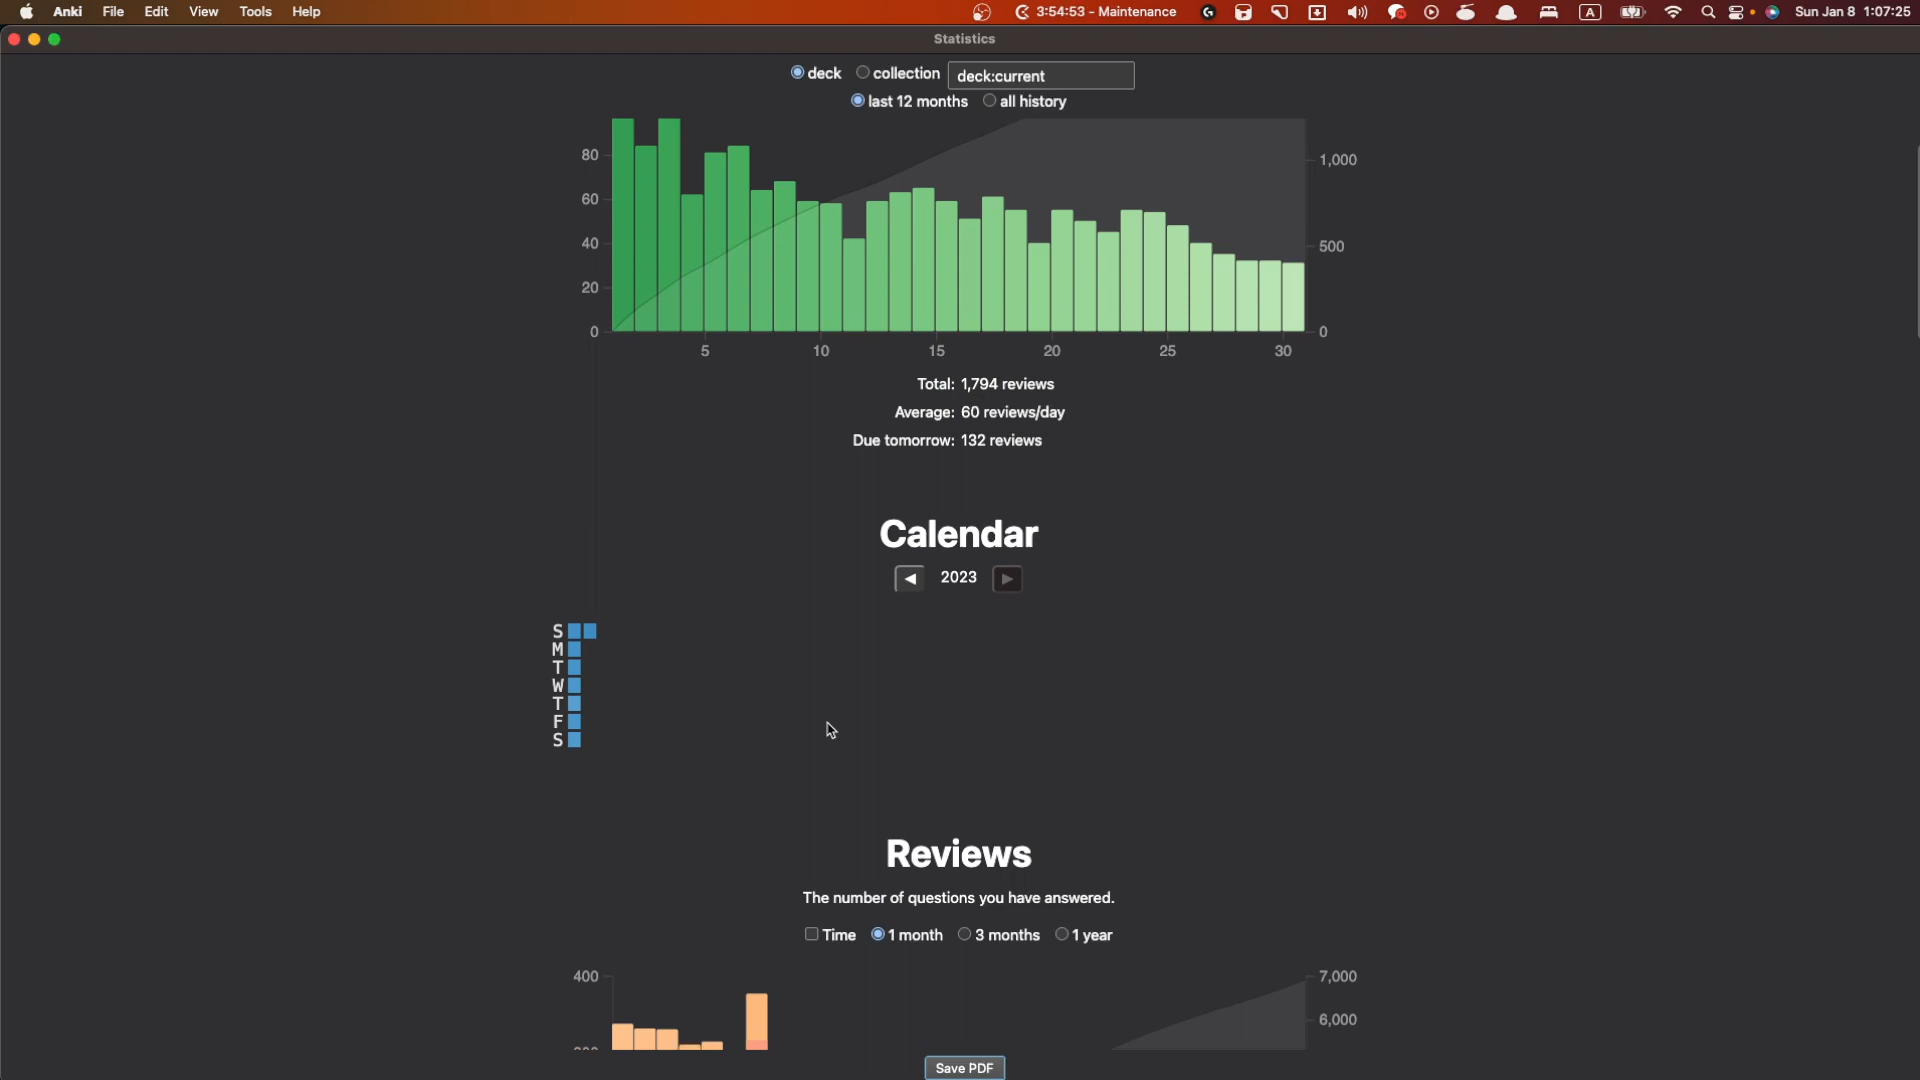 Anki File Edit View Tools Help 3:54:53 - Maintenance A Sun Jan 8 1:07:25
Statistics
deck collection deck:current
last 12 months all history
80 1,000
60
40 500
20
0 0
5 10 15 20 25 30
Total: 1,794 reviews
Average: 60 reviews/day
Due tomorrow: 132 reviews
Calendar
◀ 2023 ▶
S
M
T
W
T
F
S
Reviews
The number of questions you have answered.
Time 1 month 3 months 1 year
400 7,000
6,000
Save PDF